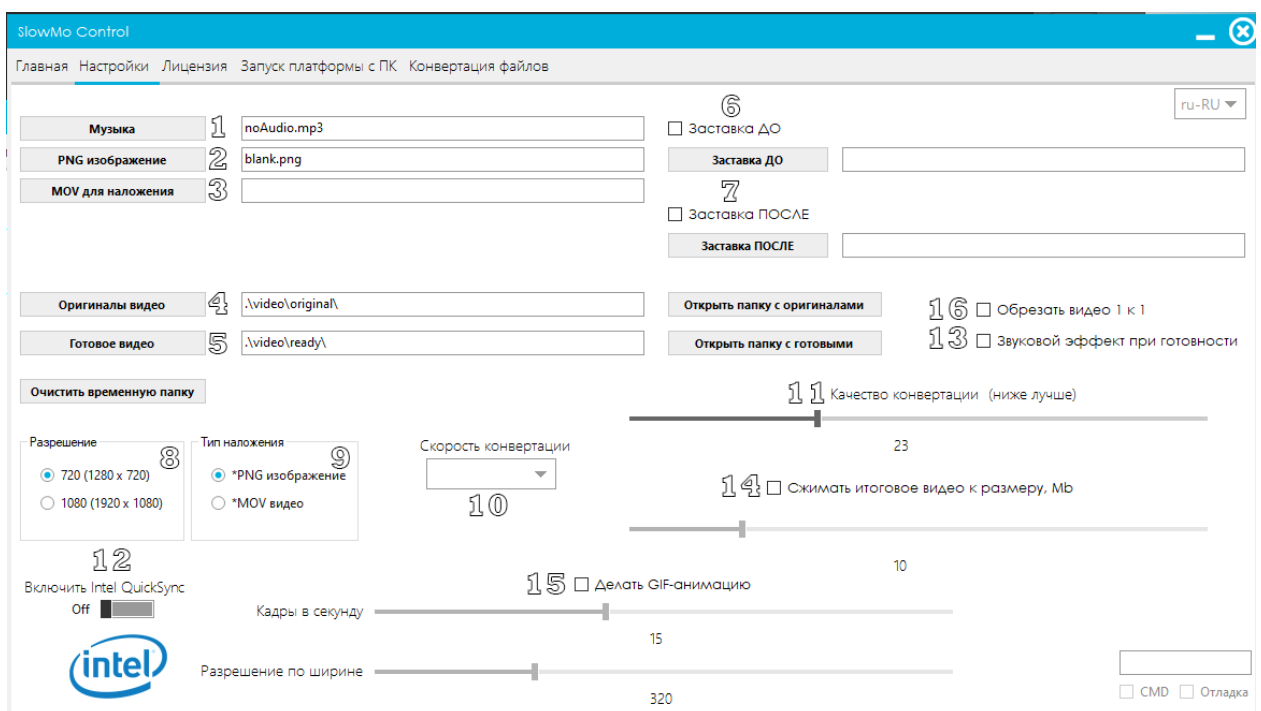 SlowMo Control
Главная Настройки Лицензия Запуск платформы с ПК Конвертация файлов
ru-RU
6
Музыка 1 noAudio.mp3 Заставка ДО
PNG изображение 2 blank.png Заставка ДО
MOV для наложения 3 7
Заставка ПОСЛЕ
Заставка ПОСЛЕ
Оригиналы видео 4 .\video\original\ Открыть папку с оригиналами 16 Обрезать видео 1 к 1
Готовое видео 5 .\video\ready\ Открыть папку с готовыми 13 Звуковой эффект при готовности
Очистить временную папку 11 Качество конвертации (ниже лучше)
23
Разрешение 8 Тип наложения 9 Скорость конвертации
720 (1280 x 720) *PNG изображение
1080 (1920 x 1080) *MOV видео 10
14 Сжимать итоговое видео к размеру, Mb
10
12
Включить Intel QuickSync
Off
15 Делать GIF-анимацию
Кадры в секунду
15
intel
Разрешение по ширине
320
CMD Отладка